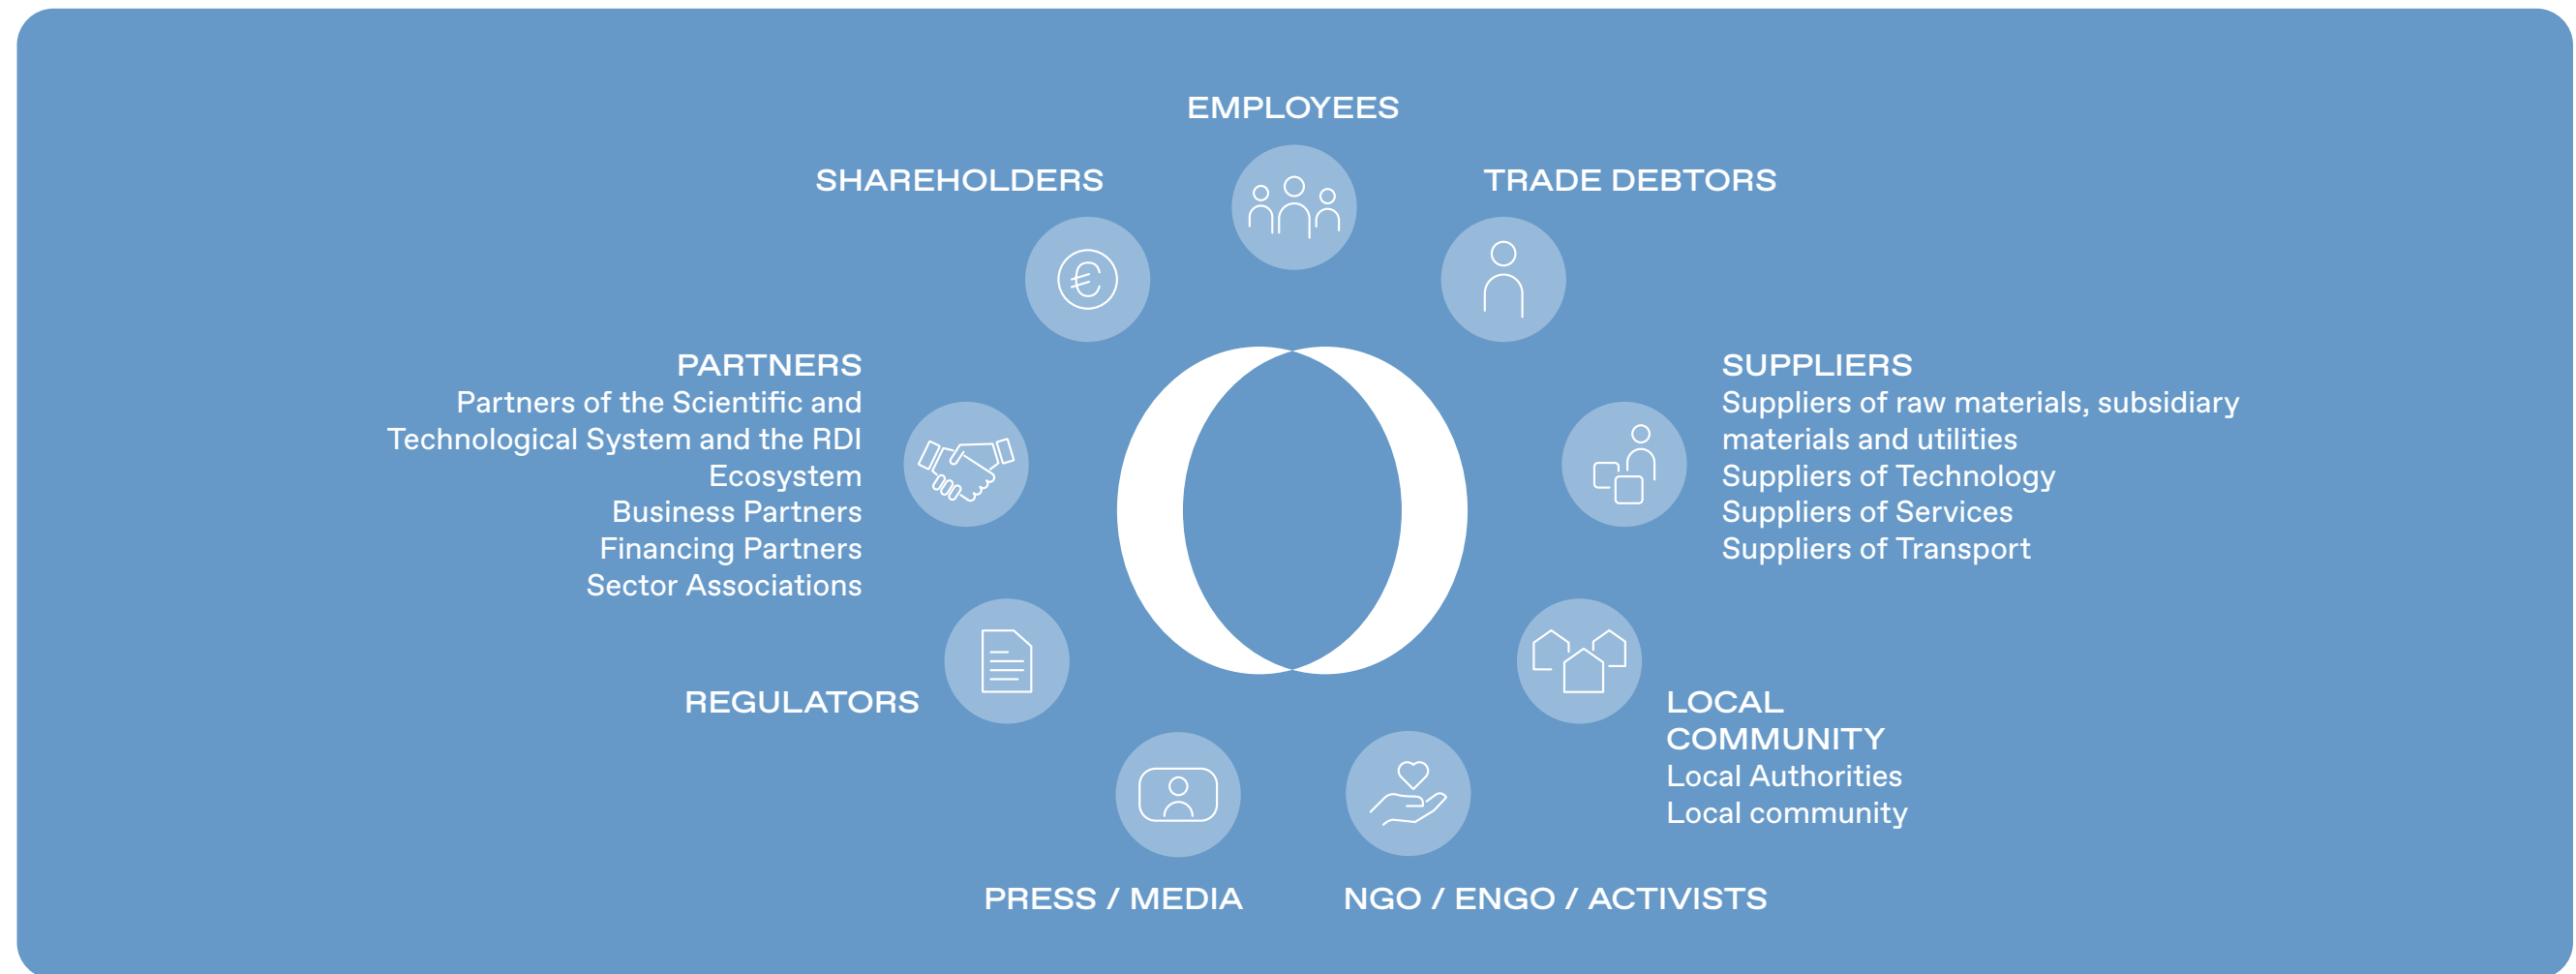 EMPLOYEES
SHAREHOLDERS
TRADE DEBTORS
PARTNERS
Partners of the Scientific and
Technological System and the RDI
Ecosystem
Business Partners
Financing Partners
Sector Associations
SUPPLIERS
Suppliers of raw materials, subsidiary
materials and utilities
Suppliers of Technology
Suppliers of Services
Suppliers of Transport
REGULATORS
LOCAL
COMMUNITY
Local Authorities
Local community
PRESS / MEDIA
NGO / ENGO / ACTIVISTS